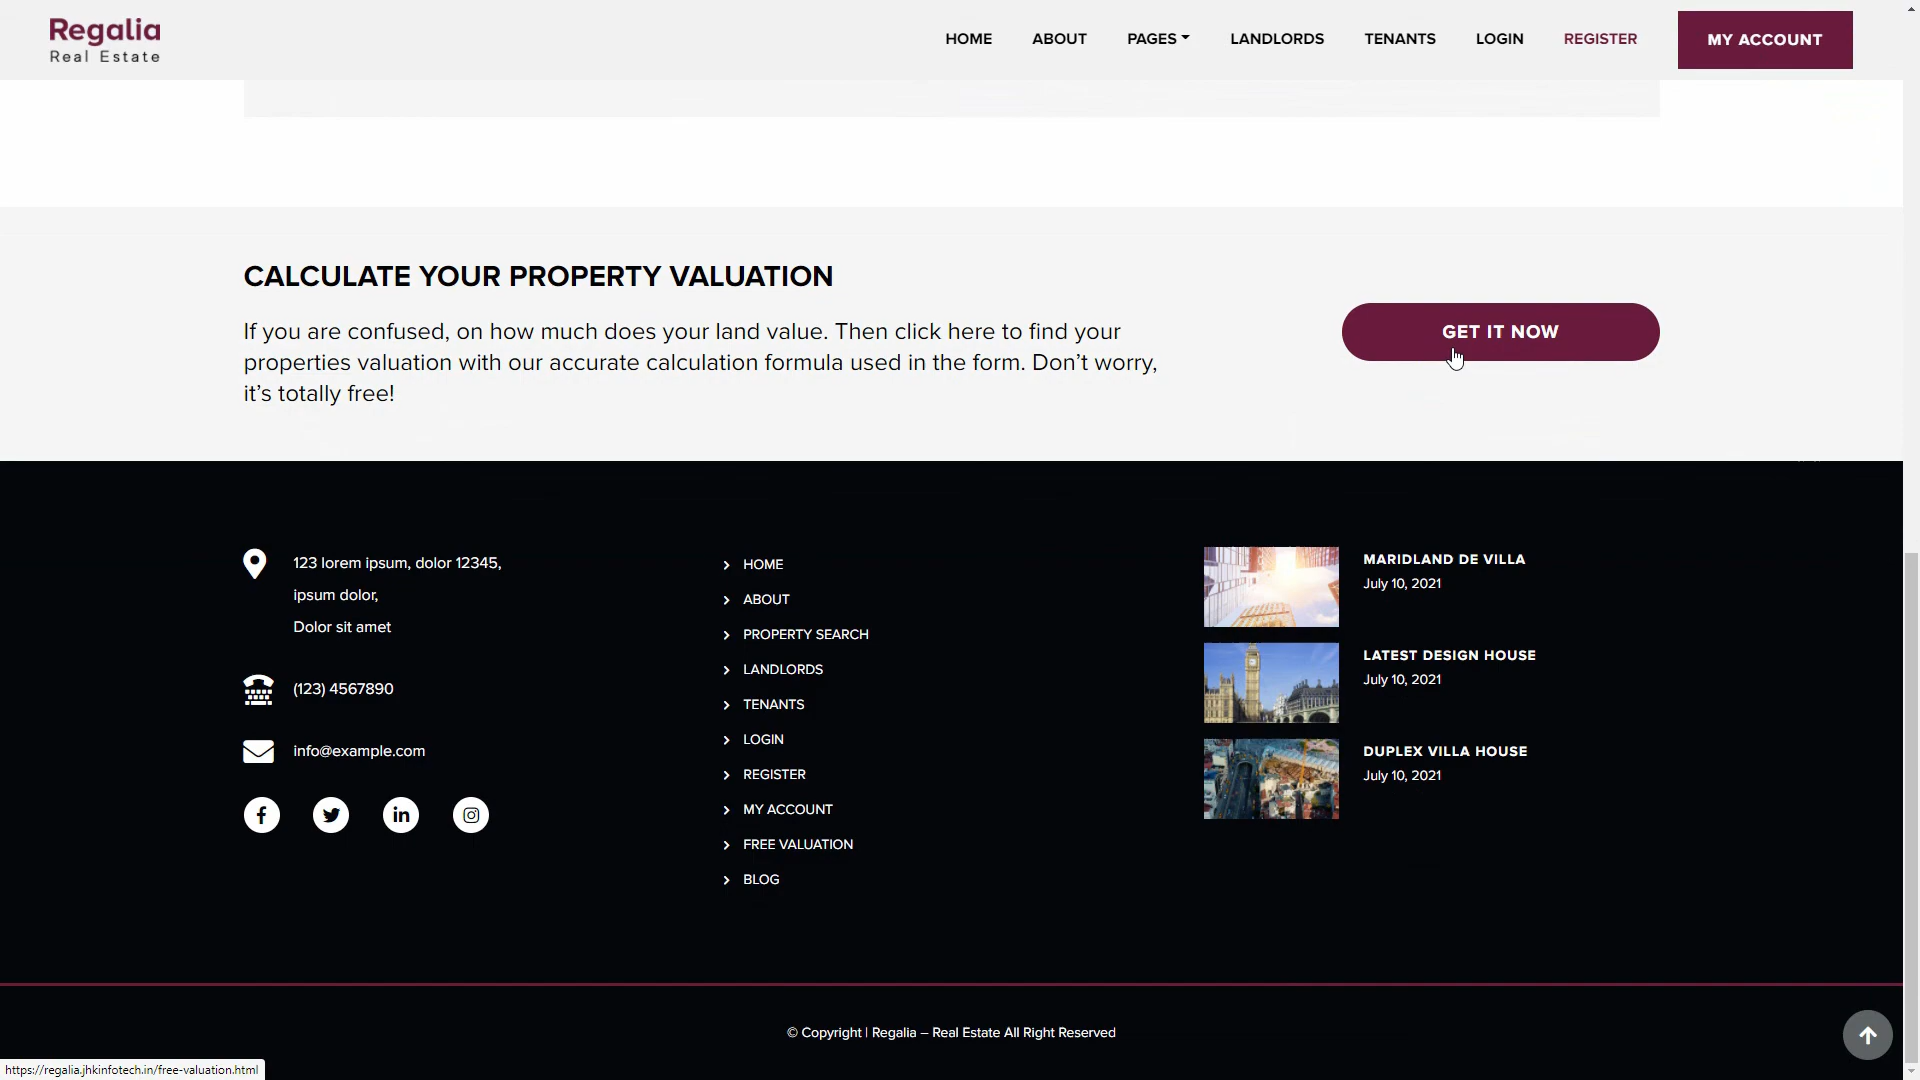 Regalia
Real Estate
HOME
ABOUT
PAGES
LANDLORDS
TENANTS
LOGIN
REGISTER
MY ACCOUNT
CALCULATE YOUR PROPERTY VALUATION
If you are confused, on how much does your land value. Then click here to find your
properties valuation with our accurate calculation formula used in the form. Don’t worry,
it’s totally free!
GET IT NOW
123 lorem ipsum, dolor 12345,
ipsum dolor,
Dolor sit amet
(123) 4567890
info@example.com
HOME
ABOUT
PROPERTY SEARCH
LANDLORDS
TENANTS
LOGIN
REGISTER
MY ACCOUNT
FREE VALUATION
BLOG
MARIDLAND DE VILLA
July 10, 2021
LATEST DESIGN HOUSE
July 10, 2021
DUPLEX VILLA HOUSE
July 10, 2021
© Copyright | Regalia – Real Estate All Right Reserved
https://regalia.jhkinfotech.in/free-valuation.html